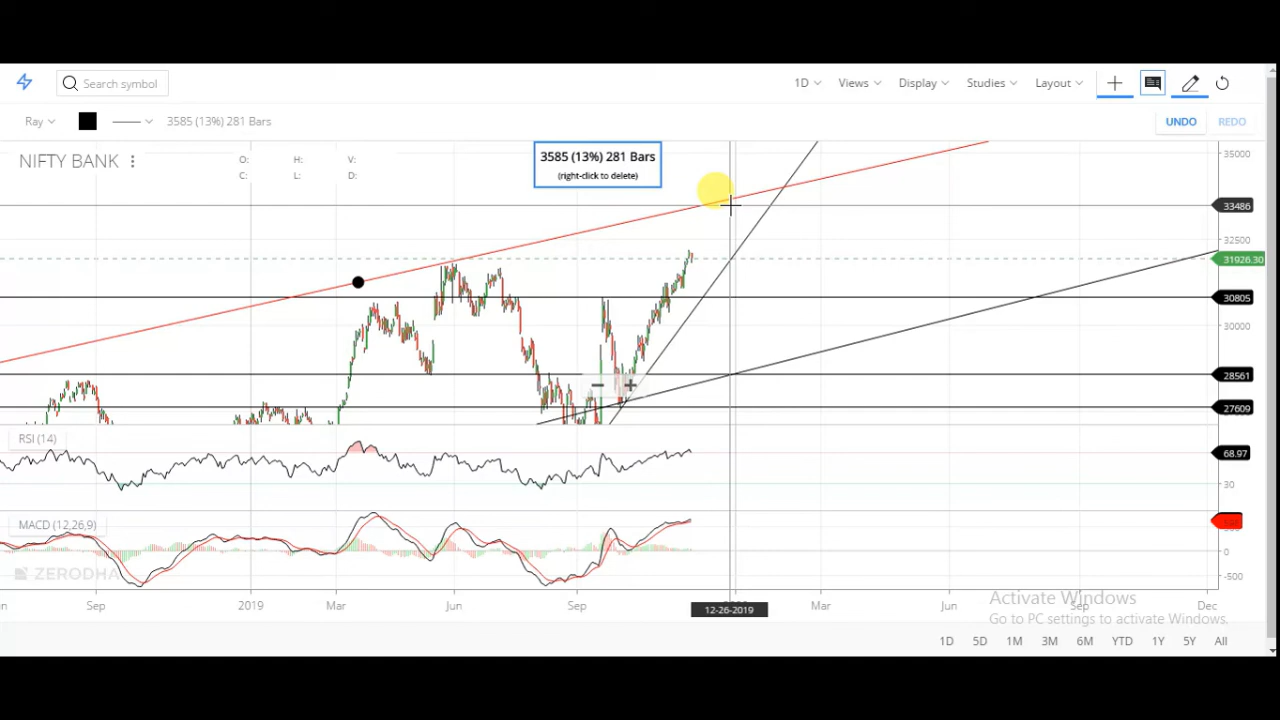 Search symbol 1D Views Display Studies Layout
Ray 3585 (13%) 281 Bars UNDO REDO
NIFTY BANK O: H: V:
C: L: D:
3585 (13%) 281 Bars
(right-click to delete)
35000
33486
32500
31926.30
30805
30000
28561
27609
RSI (14)
68.97
30
MACD (12,26,9)
0
-500
ZERODHA
Sep 2019 Mar Jun Sep Mar Jun Sep Dec
12-26-2019
Activate Windows
Go to PC settings to activate Windows.
1D 5D 1M 3M 6M YTD 1Y 5Y All